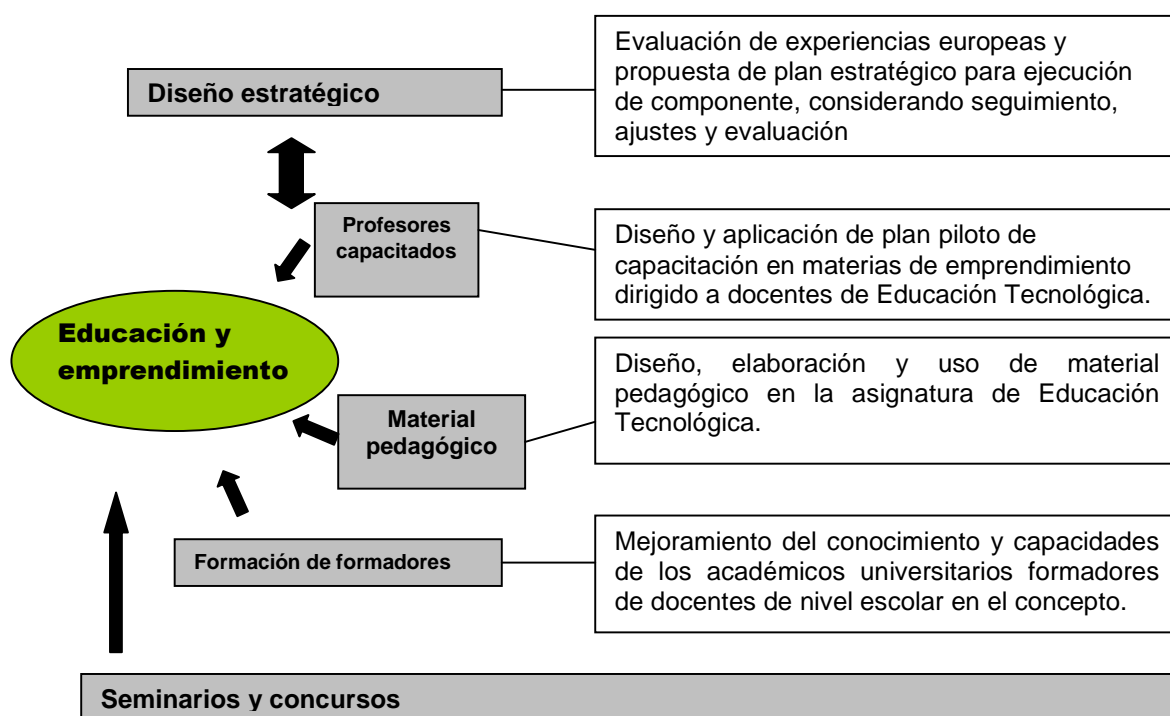 Diseño estratégico
Evaluación de experiencias europeas y
propuesta de plan estratégico para ejecución
de componente, considerando seguimiento,
ajustes y evaluación
Profesores
capacitados
Diseño y aplicación de plan piloto de
capacitación en materias de emprendimiento
dirigido a docentes de Educación Tecnológica.
Educación y
emprendimiento
Material
pedagógico
Diseño, elaboración y uso de material
pedagógico en la asignatura de Educación
Tecnológica.
Formación de formadores
Mejoramiento del conocimiento y capacidades
de los académicos universitarios formadores
de docentes de nivel escolar en el concepto.
Seminarios y concursos